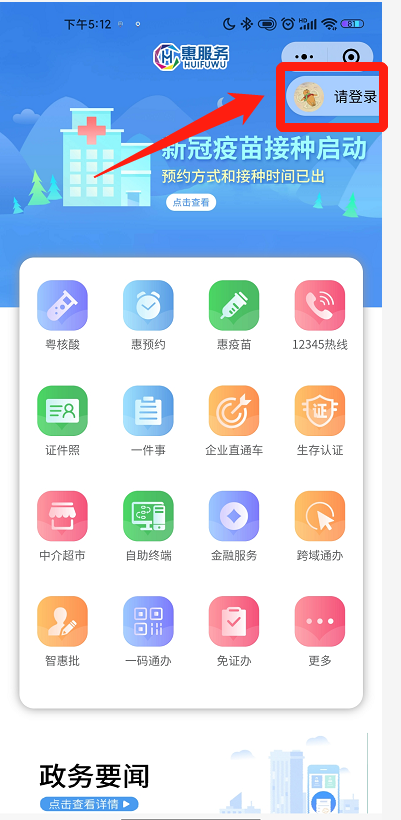 下午5:12
HD
81
惠服务
HUIFUWU
请登录
新冠疫苗接种启动
预约方式和接种时间已出
点击查看
粤核酸
惠预约
惠疫苗
12345热线
证件照
一件事
企业直通车
证
生存认证
中介超市
自助终端
金融服务
跨域通办
智惠批
一码通办
免证办
更多
政务要闻
点击查看详情